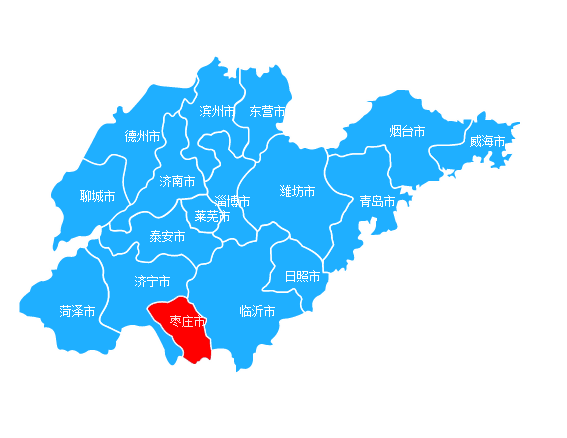 滨州市
东营市
烟台市
德州市
威海市
济南市
潍坊市
聊城市
淄博市
青岛市
莱芜市
泰安市
日照市
济宁市
菏泽市
临沂市
枣庄市